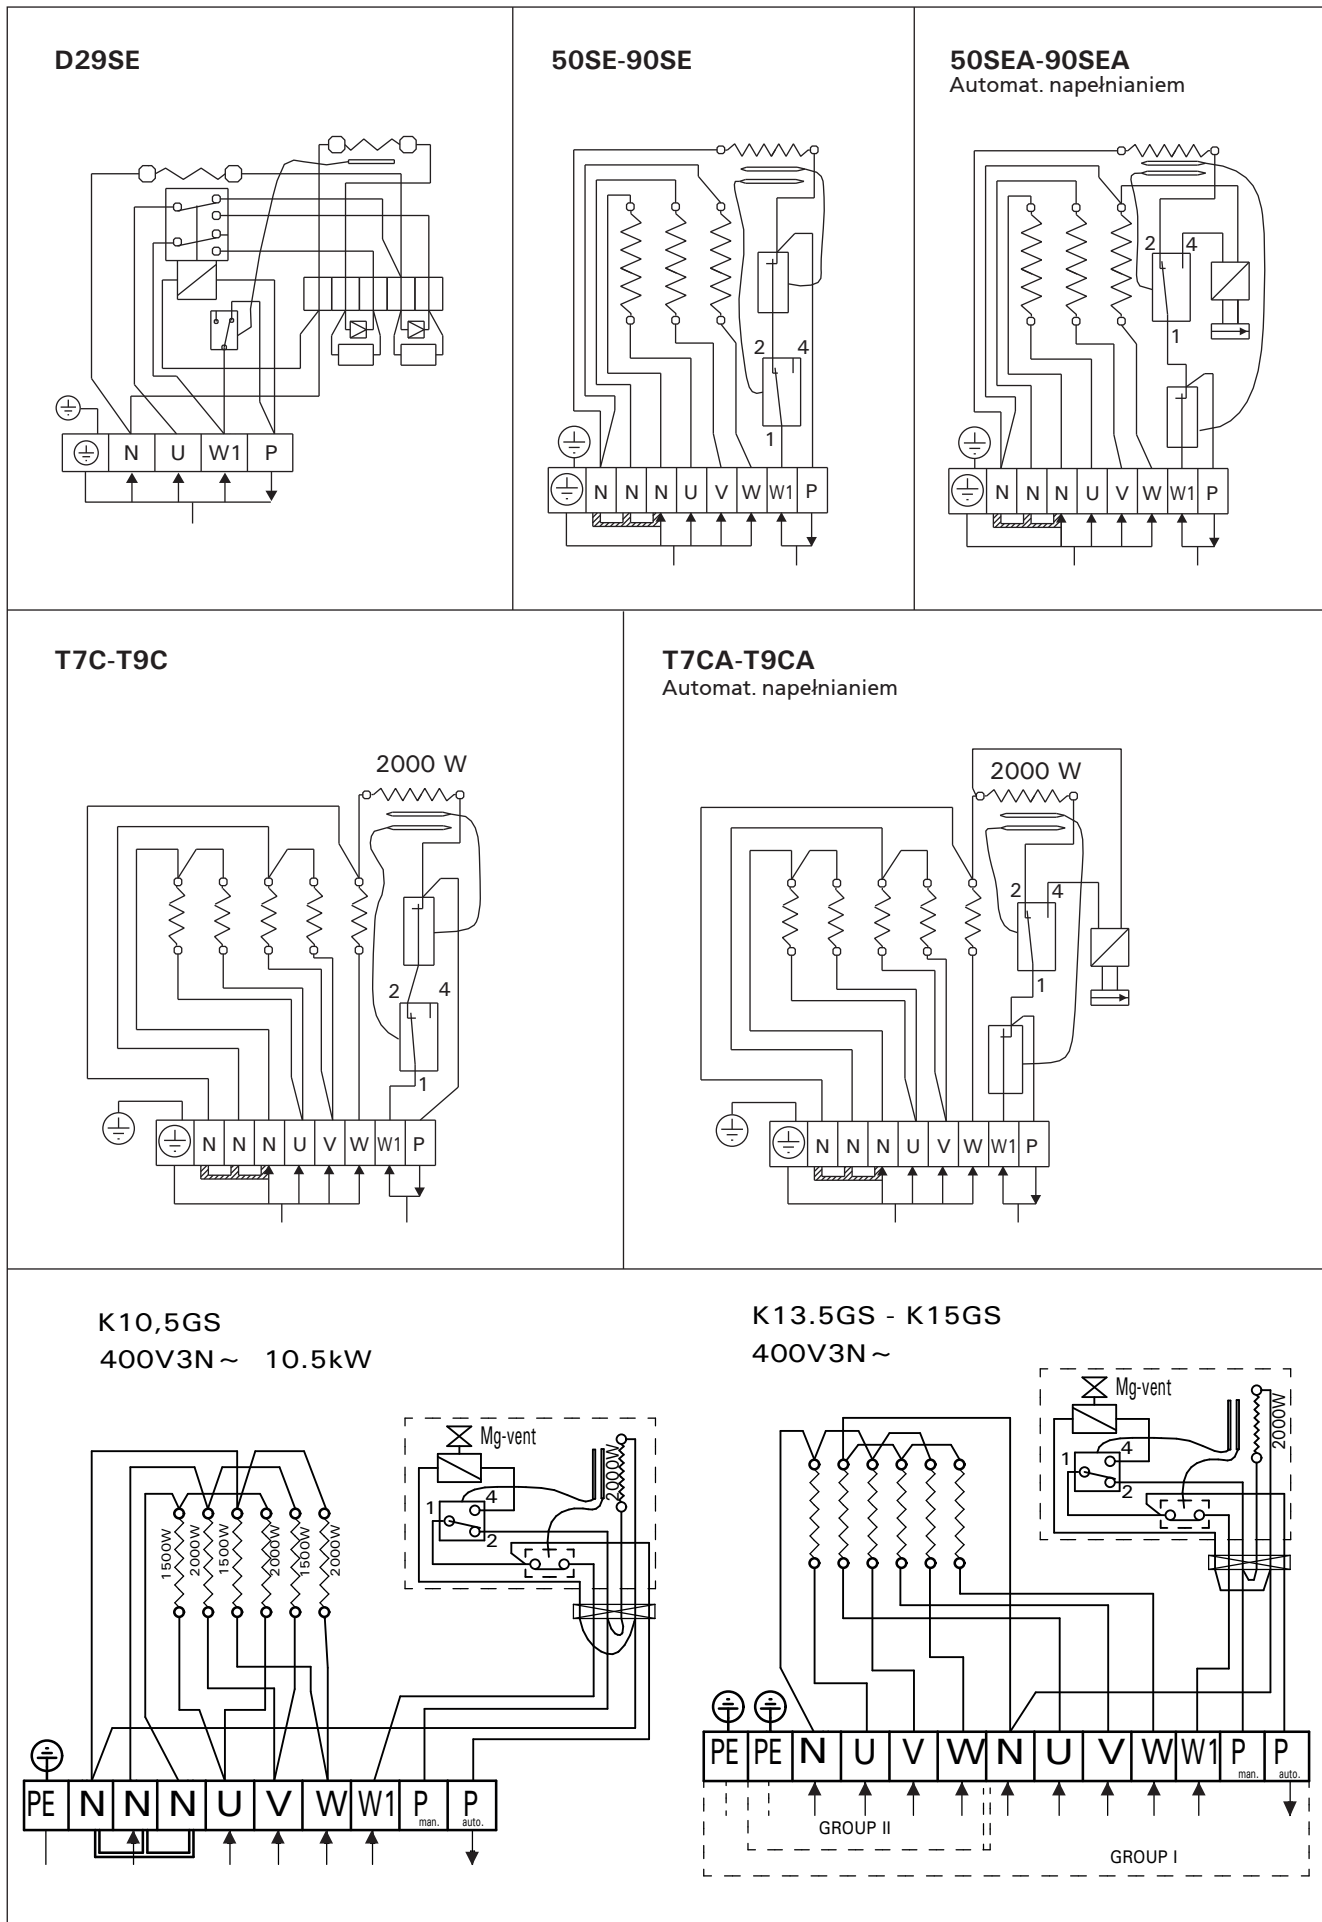 D29SE
N U W1 P
50SE-90SE
2 4
1
N N N U V W W1 P
50SEA-90SEA
Automat. napełnianiem
2 4
1
N N N U V W W1 P
T7C-T9C
2000 W
2 4
1
N N N U V W W1 P
T7CA-T9CA
Automat. napełnianiem
2000 W
2 4
1
N N N U V W W1 P
K10,5GS
400V3N~ 10.5kW
Mg-vent
2000W
1 4
2
1500W 2000W 1500W 2000W 1500W 2000W
PE N N N U V W W1 P man. P auto.
K13.5GS - K15GS
400V3N~
Mg-vent
2000W
1 4
2
PE PE N U V W N U V W W1 P man. P auto.
GROUP II
GROUP I